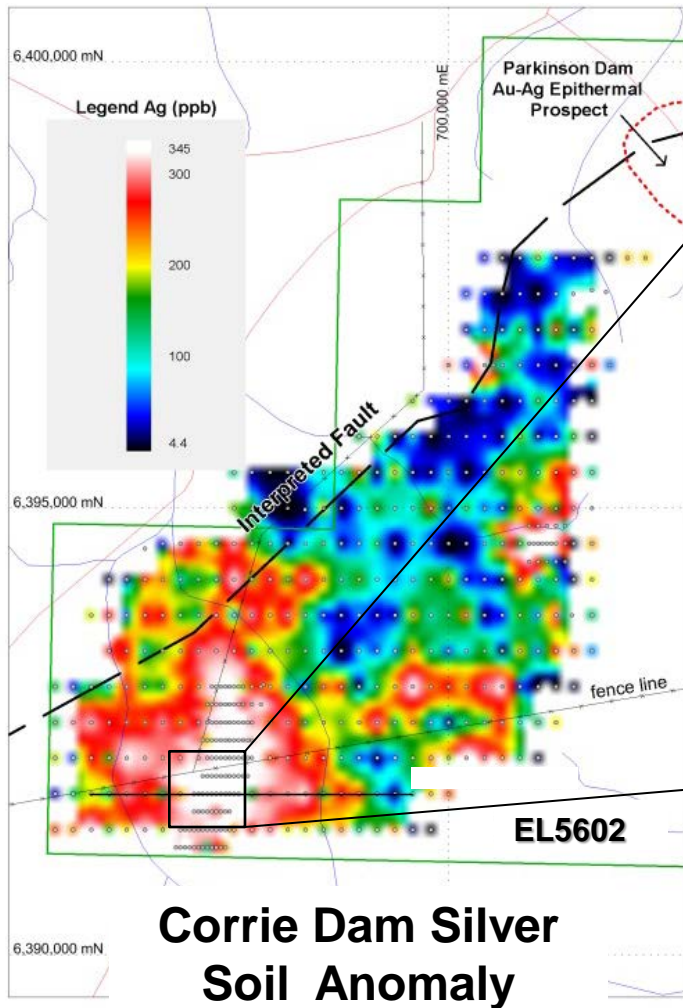 6,400,000 mN
700,000 mE
Parkinson Dam
Au-Ag Epithermal
Prospect
Legend Ag (ppb)
345
300
200
100
4.4
Interpreted Fault
6,395,000 mN
fence line
EL5602
Corrie Dam Silver
Soil Anomaly
6,390,000 mN